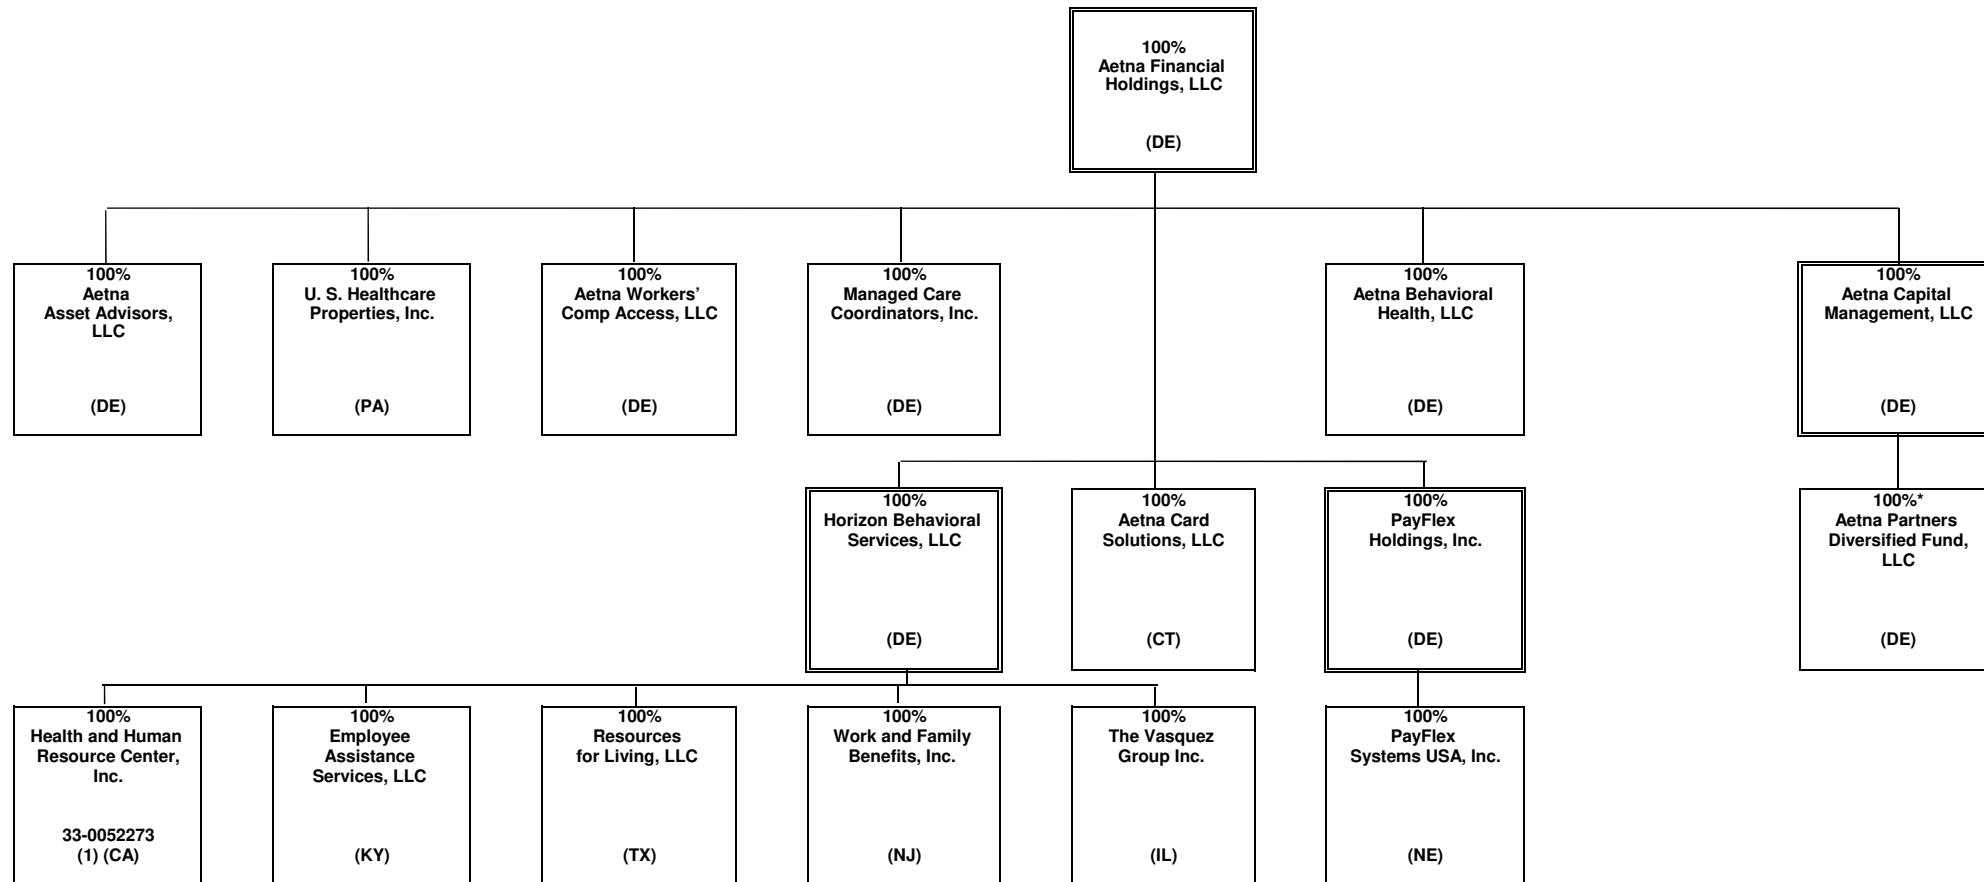 100%
Aetna Financial
Holdings, LLC
(DE)
100%
Aetna
Asset Advisors,
LLC
(DE)
100%
U. S. Healthcare
Properties, Inc.
(PA)
100%
Aetna Workers’
Comp Access, LLC
(DE)
100%
Managed Care
Coordinators, Inc.
(DE)
100%
Aetna Behavioral
Health, LLC
(DE)
100%
Aetna Capital
Management, LLC
(DE)
100%
Horizon Behavioral
Services, LLC
(DE)
100%
Aetna Card
Solutions, LLC
(CT)
100%
PayFlex
Holdings, Inc.
(DE)
100%*
Aetna Partners
Diversified Fund,
LLC
(DE)
100%
Health and Human
Resource Center,
Inc.
33-0052273
(1) (CA)
100%
Employee
Assistance
Services, LLC
(KY)
100%
Resources
for Living, LLC
(TX)
100%
Work and Family
Benefits, Inc.
(NJ)
100%
The Vasquez
Group Inc.
(IL)
100%
PayFlex
Systems USA, Inc.
(NE)